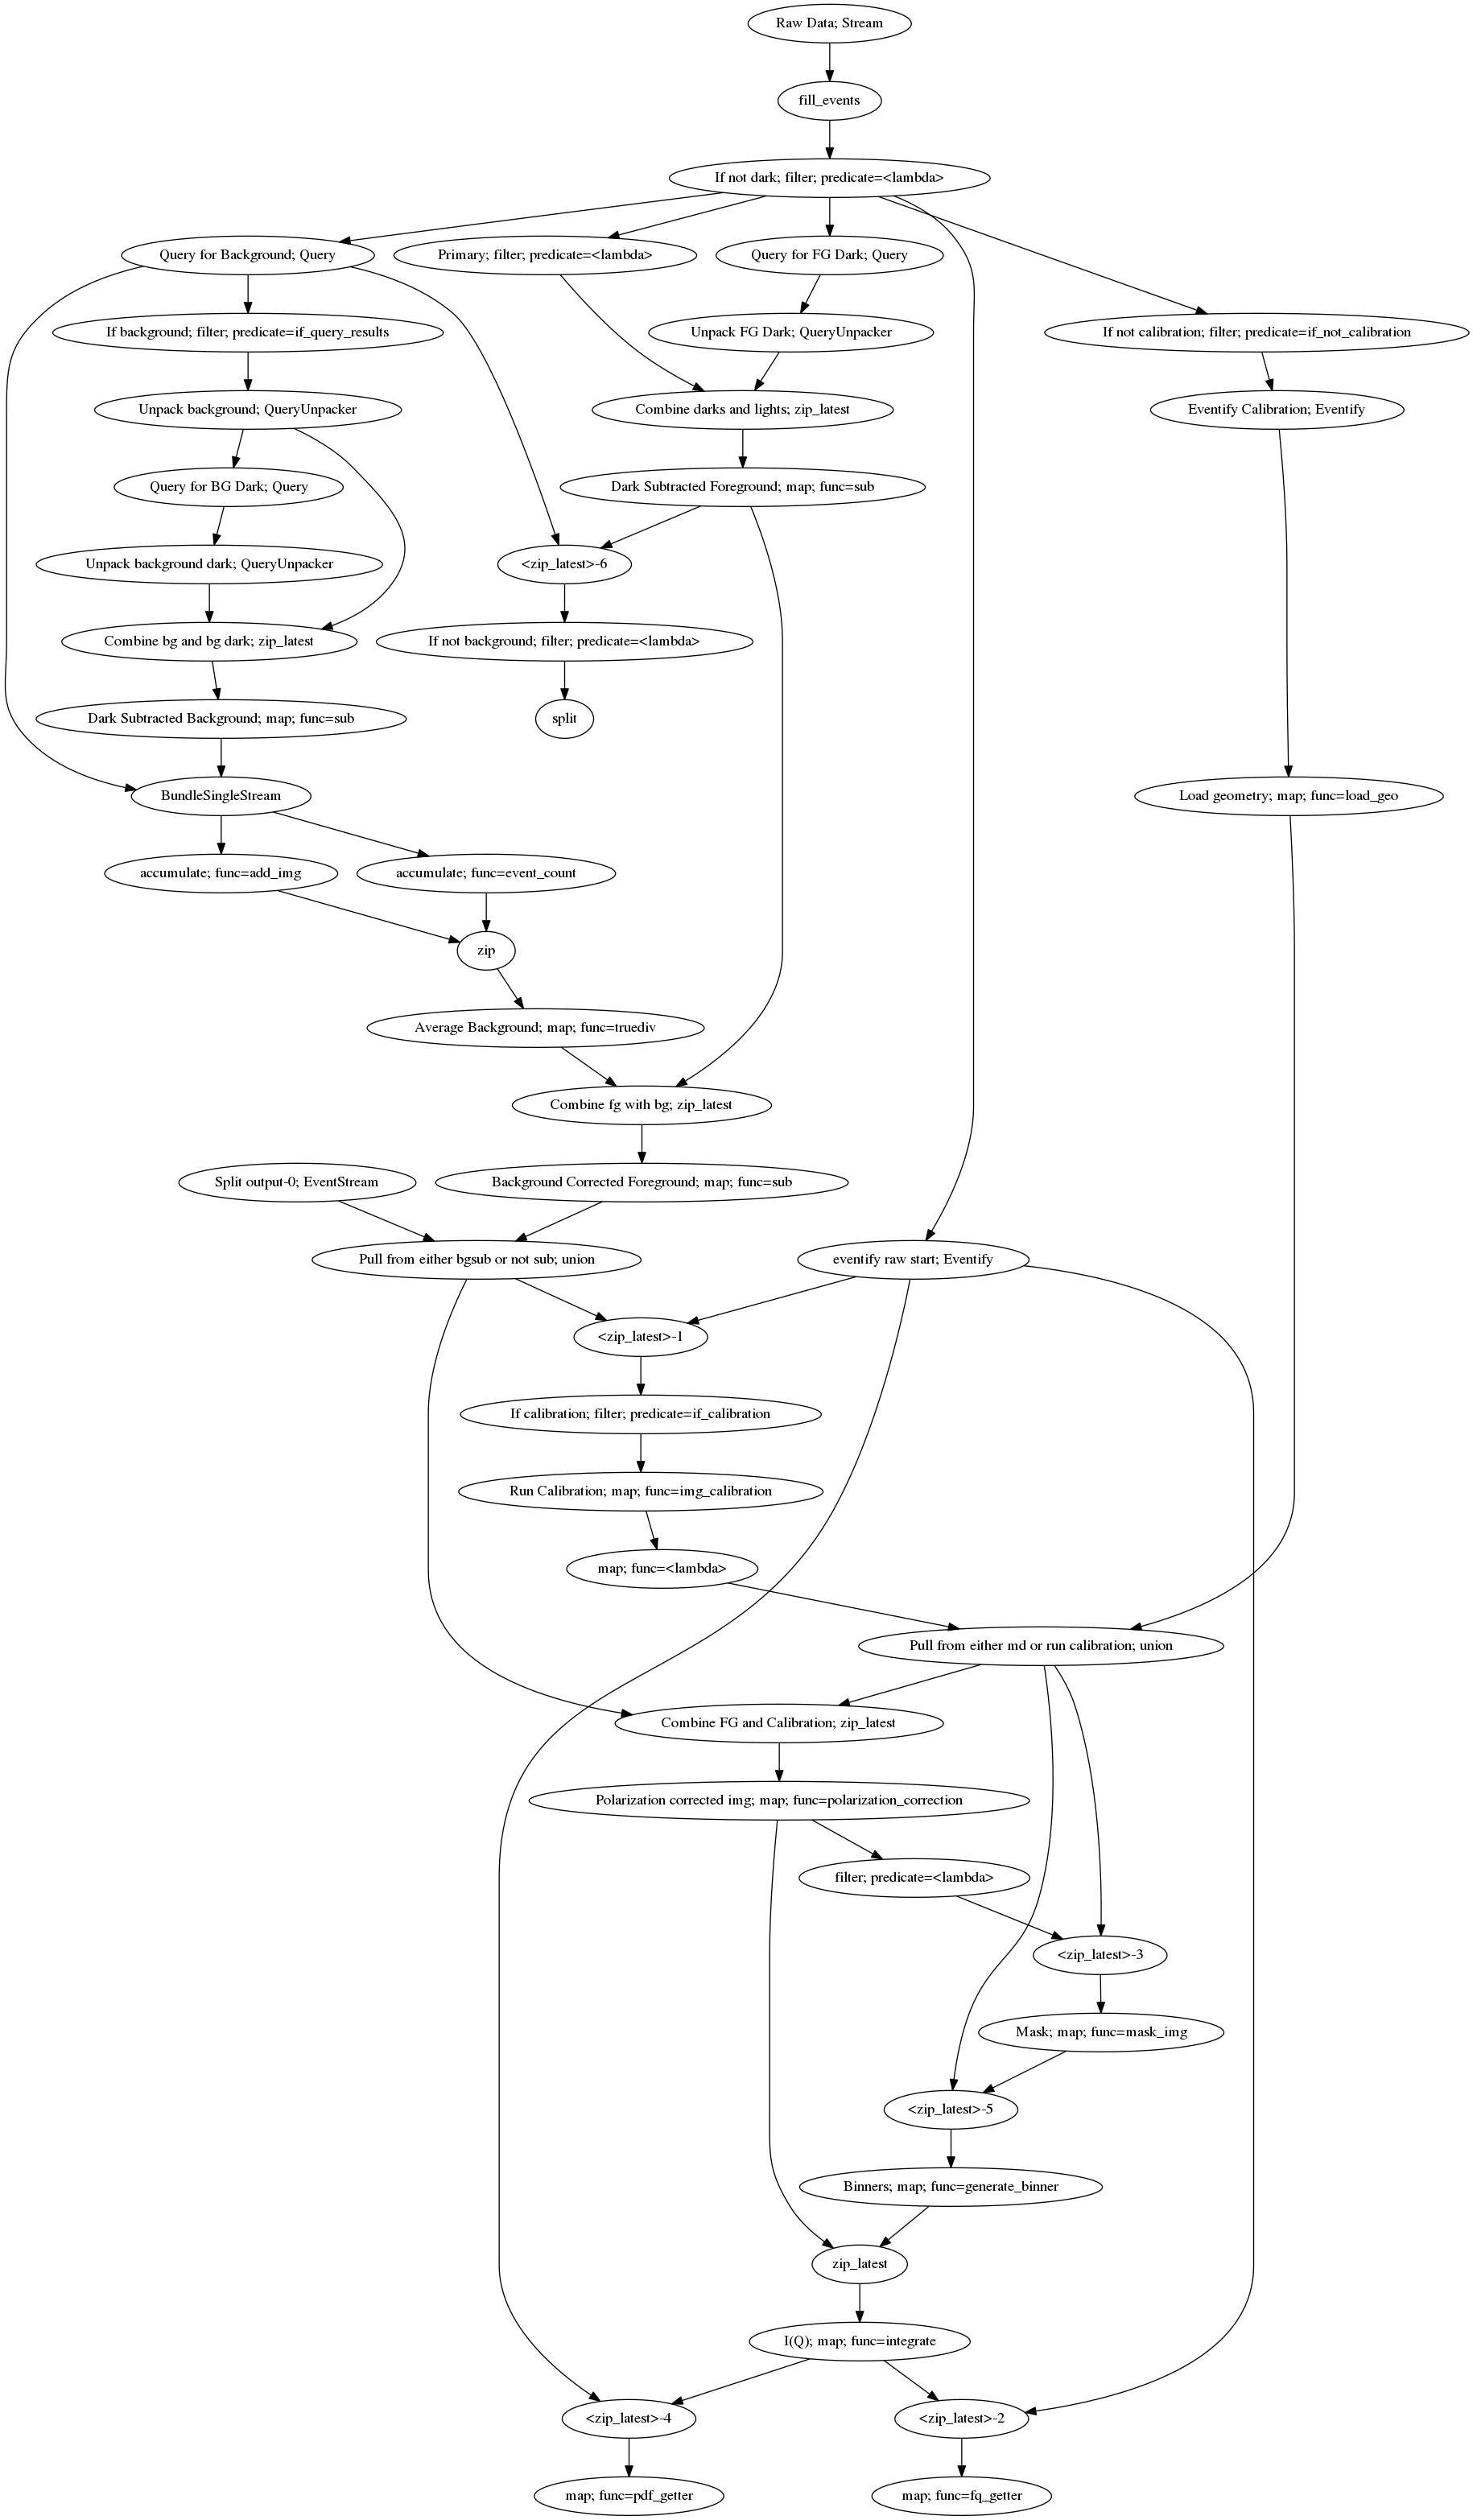 Raw Data; Stream
fill_events
If not dark; filter; predicate=<lambda>
Query for Background; Query
Primary; filter; predicate=<lambda>
Query for FG Dark; Query
If background; filter; predicate=if_query_results
Unpack FG Dark; QueryUnpacker
If not calibration; filter; predicate=if_not_calibration
Unpack background; QueryUnpacker
Combine darks and lights; zip_latest
Eventify Calibration; Eventify
Query for BG Dark; Query
Dark Subtracted Foreground; map; func=sub
Unpack background dark; QueryUnpacker
<zip_latest>-6
Combine bg and bg dark; zip_latest
If not background; filter; predicate=<lambda>
Dark Subtracted Background; map; func=sub
split
BundleSingleStream
Load geometry; map; func=load_geo
accumulate; func=add_img
accumulate; func=event_count
zip
Average Background; map; func=truediv
Combine fg with bg; zip_latest
Split output-0; EventStream
Background Corrected Foreground; map; func=sub
Pull from either bgsub or not sub; union
eventify raw start; Eventify
<zip_latest>-1
If calibration; filter; predicate=if_calibration
Run Calibration; map; func=img_calibration
map; func=<lambda>
Pull from either md or run calibration; union
Combine FG and Calibration; zip_latest
Polarization corrected img; map; func=polarization_correction
filter; predicate=<lambda>
<zip_latest>-3
Mask; map; func=mask_img
<zip_latest>-5
Binners; map; func=generate_binner
zip_latest
I(Q); map; func=integrate
<zip_latest>-4
<zip_latest>-2
map; func=pdf_getter
map; func=fq_getter